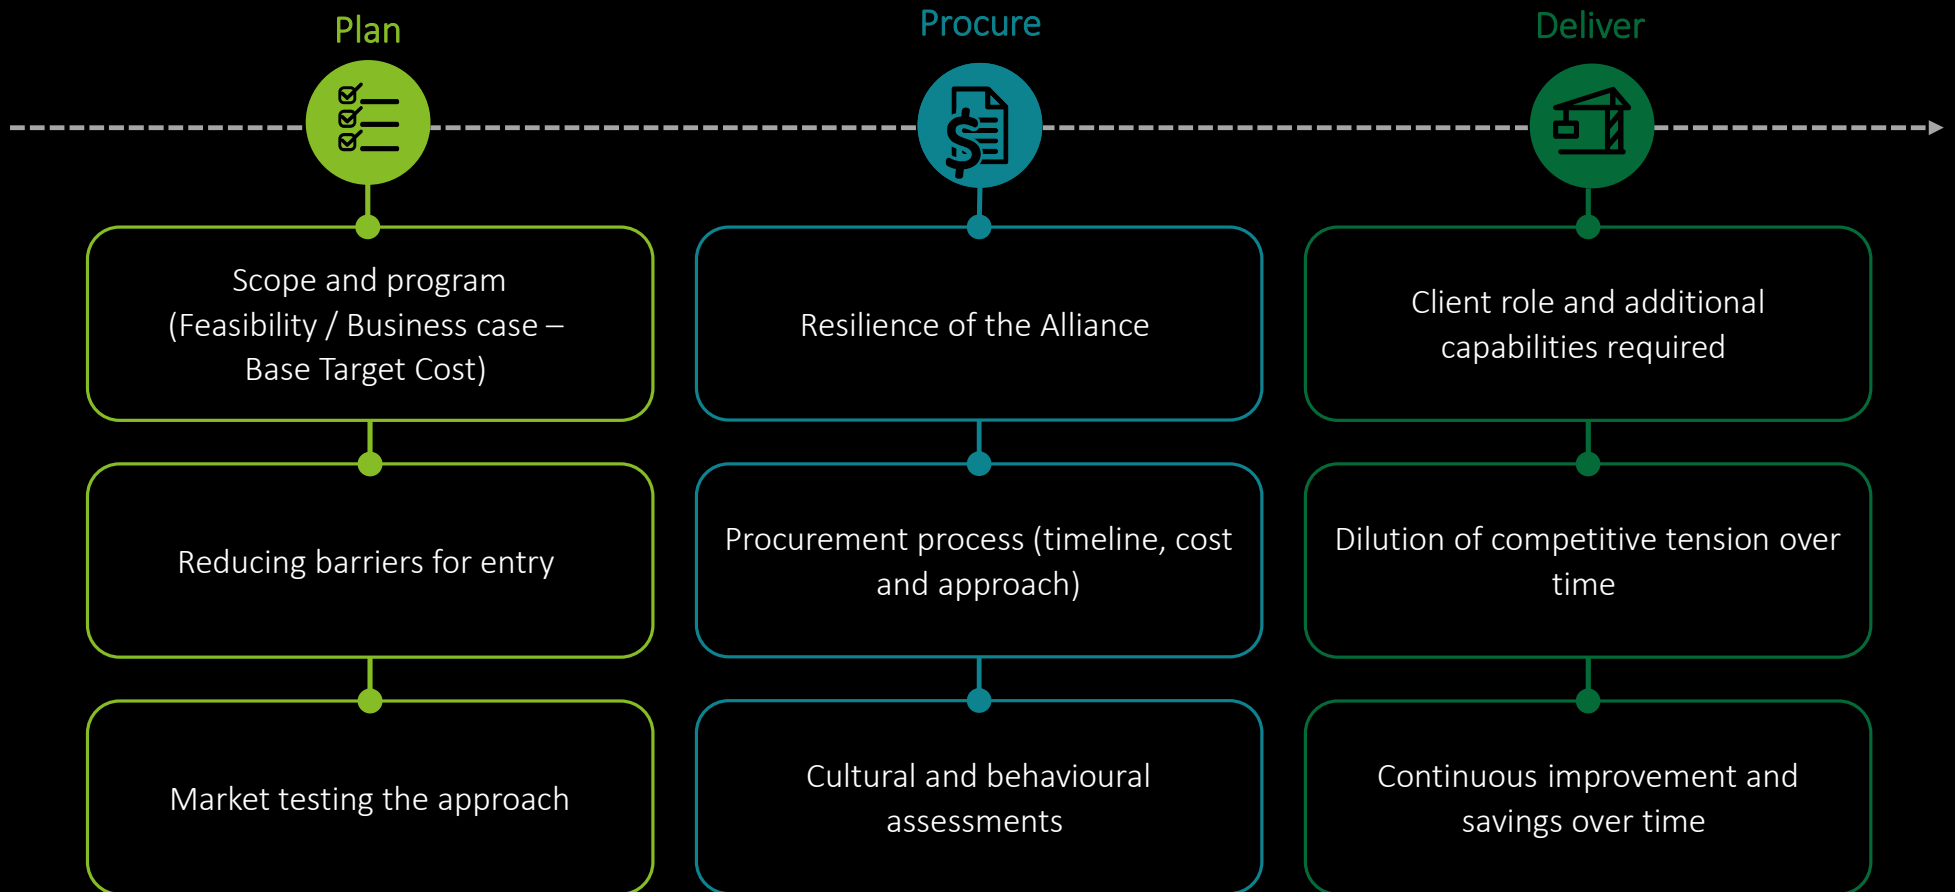 Plan
Scope and program
(Feasibility / Business case –
Base Target Cost)
Reducing barriers for entry
Market testing the approach
Procure
Resilience of the Alliance
Procurement process (timeline, cost
and approach)
Cultural and behavioural
assessments
Deliver
Client role and additional
capabilities required
Dilution of competitive tension over
time
Continuous improvement and
savings over time